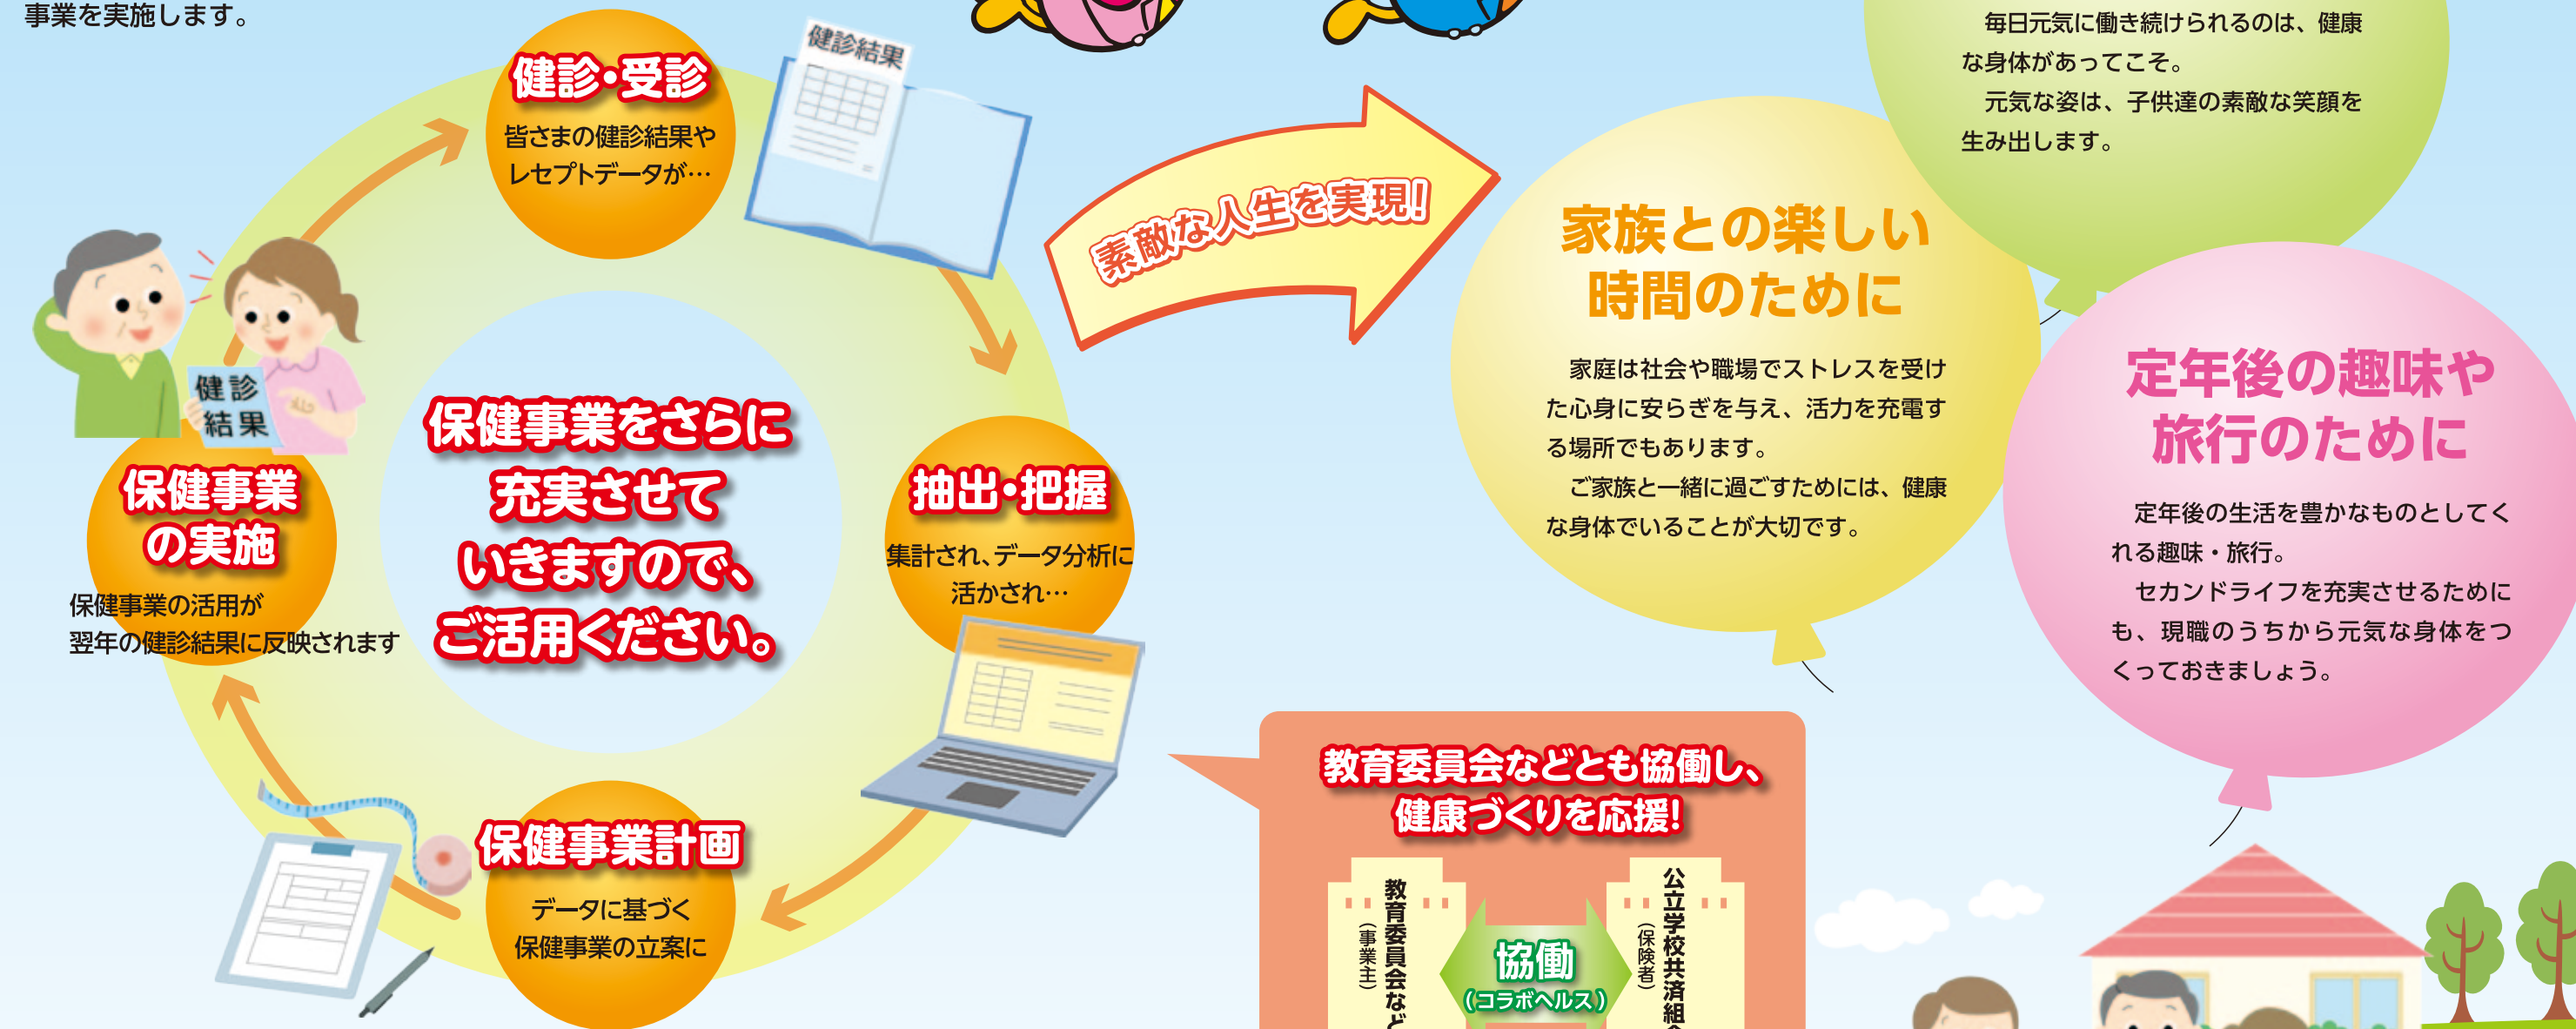 事業を実施します。
健診・受診
皆さまの健診結果や
レセプトデータが…
健診結果
抽出・把握
集計され、データ分析に
活かされ…
保健事業計画
データに基づく
保健事業の立案に
健診
結果
保健事業
の実施
保健事業の活用が
翌年の健診結果に反映されます
保健事業をさらに
充実させて
いきますので、
ご活用ください。
素敵な人生を実現！
毎日元気に働き続けられるのは、健康
な身体があってこそ。
元気な姿は、子供達の素敵な笑顔を
生み出します。
家族との楽しい
時間のために
家庭は社会や職場でストレスを受け
た心身に安らぎを与え、活力を充電す
る場所でもあります。
ご家族と一緒に過ごすためには、健康
な身体でいることが大切です。
定年後の趣味や
旅行のために
定年後の生活を豊かなものとしてく
れる趣味・旅行。
セカンドライフを充実させるために
も、現職のうちから元気な身体をつ
くっておきましょう。
教育委員会などとも協働し、
健康づくりを応援！
教育委員会など
（事業主）
協働
（コラボヘルス）
公立学校共済組合
（保険者）